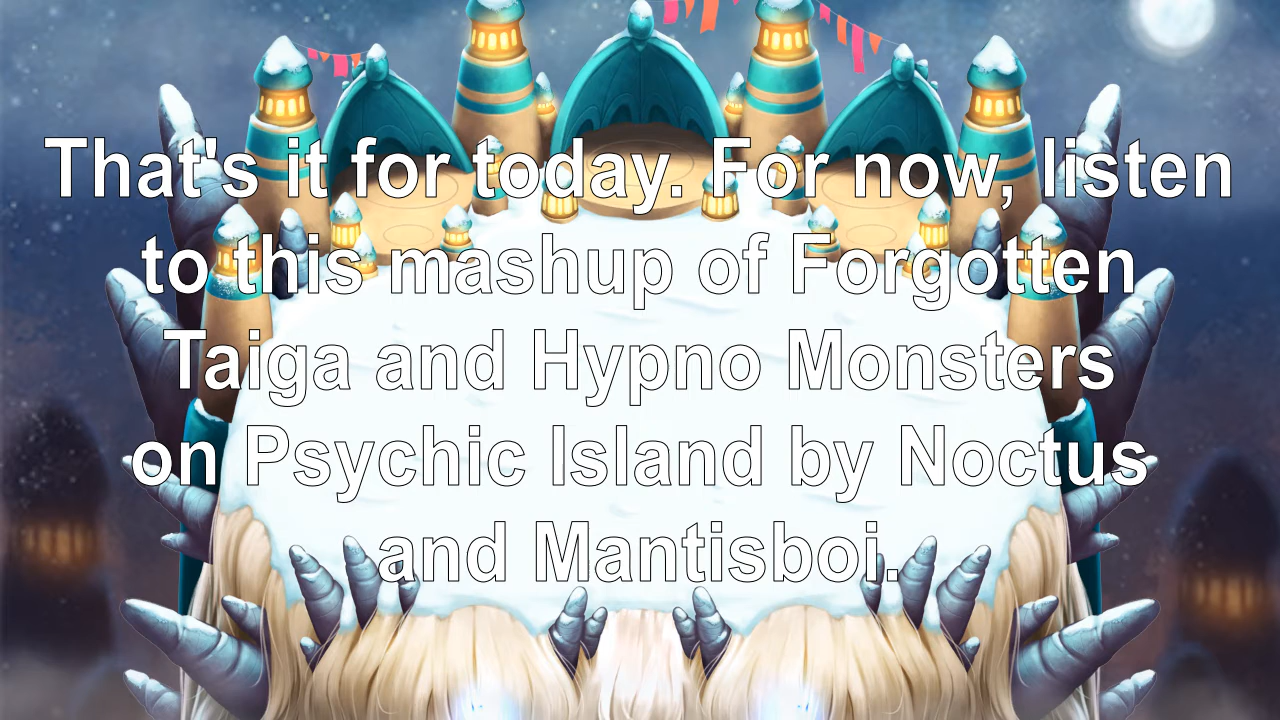 That's it for today. For now, listen
to this mashup of Forgotten
Taiga and Hypno Monsters
on Psychic Island by Noctus
and Mantisboi.